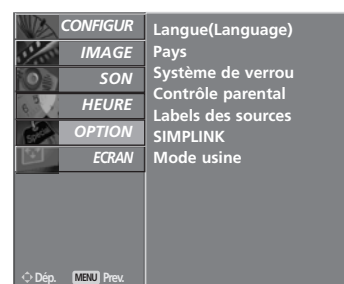 CONFIGUR
IMAGE
SON
HEURE
OPTION
ECRAN
Langue(Language)
Pays
Système de verrou
Contrôle parental
Labels des sources
SIMPLINK
Mode usine
Dép. MENU Prev.